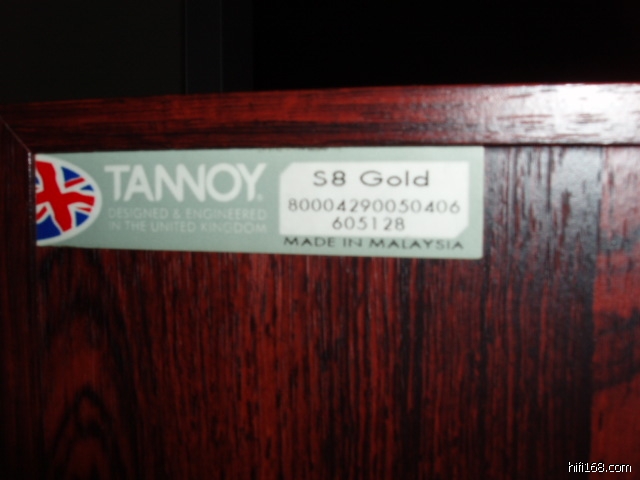 TANNOY
DESIGNED & ENGINEERED
IN THE UNITED KINGDOM
S8 Gold
80004290050406
605128
MADE IN MALAYSIA
hifi168.com